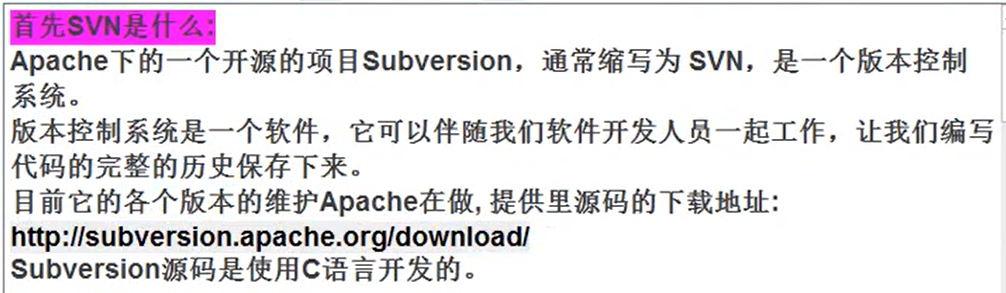 首先SVN是什么:
Apache下的一个开源的项目Subversion，通常缩写为 SVN，是一个版本控制
系统。
版本控制系统是一个软件，它可以伴随我们软件开发人员一起工作，让我们编写
代码的完整的历史保存下来。
目前它的各个版本的维护Apache在做, 提供里源码的下载地址:
http://subversion.apache.org/download/
Subversion源码是使用C语言开发的。